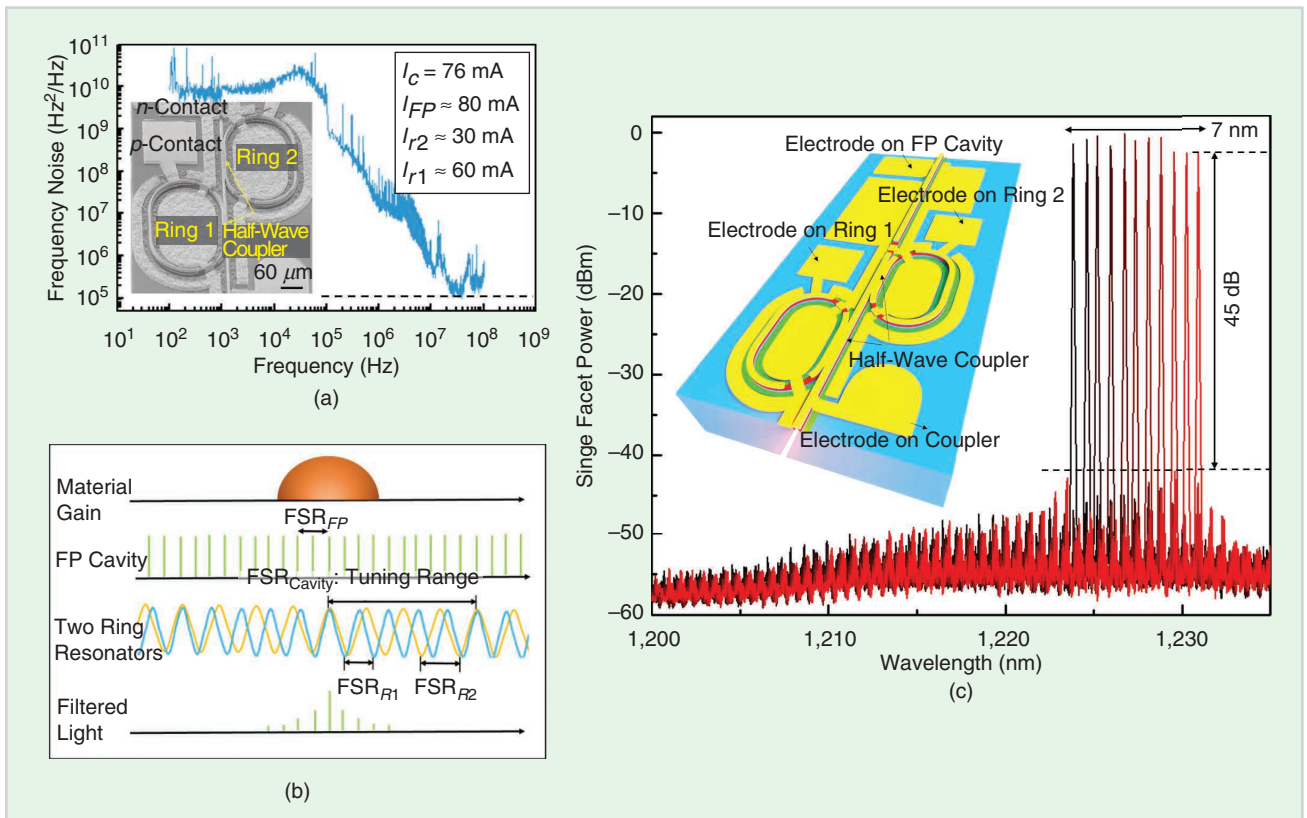 10^11
10^10
10^9
10^8
10^7
10^6
10^5
Frequency Noise (Hz^2/Hz)
I_c = 76 mA
I_FP ≈ 80 mA
I_r2 ≈ 30 mA
I_r1 ≈ 60 mA
n-Contact
p-Contact
Ring 2
Ring 1
Half-Wave
Coupler
60 μm
10^1 10^2 10^3 10^4 10^5 10^6 10^7 10^8 10^9
Frequency (Hz)
(a)
Material
Gain
FSR_FP
FP Cavity
FSR_Cavity: Tuning Range
Two Ring
Resonators
FSR_R1
FSR_R2
Filtered
Light
(b)
0
–10
–20
–30
–40
–50
–60
Singe Facet Power (dBm)
7 nm
45 dB
Electrode on FP Cavity
Electrode on Ring 2
Electrode on Ring 1
Half-Wave Coupler
Electrode on Coupler
1,200 1,210 1,220 1,230
Wavelength (nm)
(c)